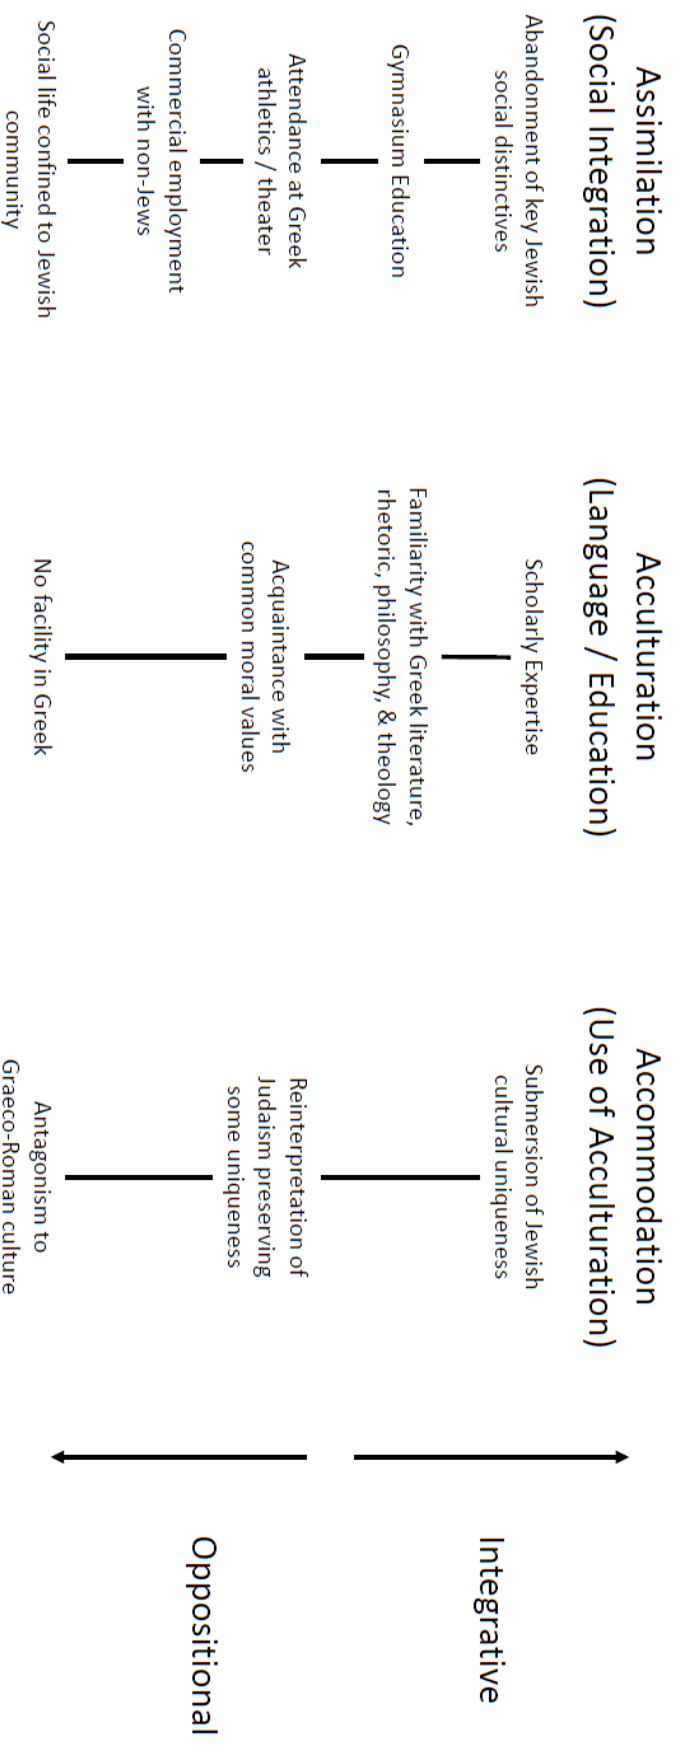 Assimilation
(Social Integration)
Abandonment of key Jewish
social distinctives
Gymnasium Education
Attendance at Greek
athletics / theater
Commercial employment
with non-Jews
Social life confined to Jewish
community
Acculturation
(Language / Education)
Scholarly Expertise
Familiarity with Greek literature,
rhetoric, philosophy, & theology
Acquaintance with
common moral values
No facility in Greek
Accommodation
(Use of Acculturation)
Submersion of Jewish
cultural uniqueness
Reinterpretation of
Judaism preserving
some uniqueness
Antagonism to
Graeco-Roman culture
Integrative
Oppositional